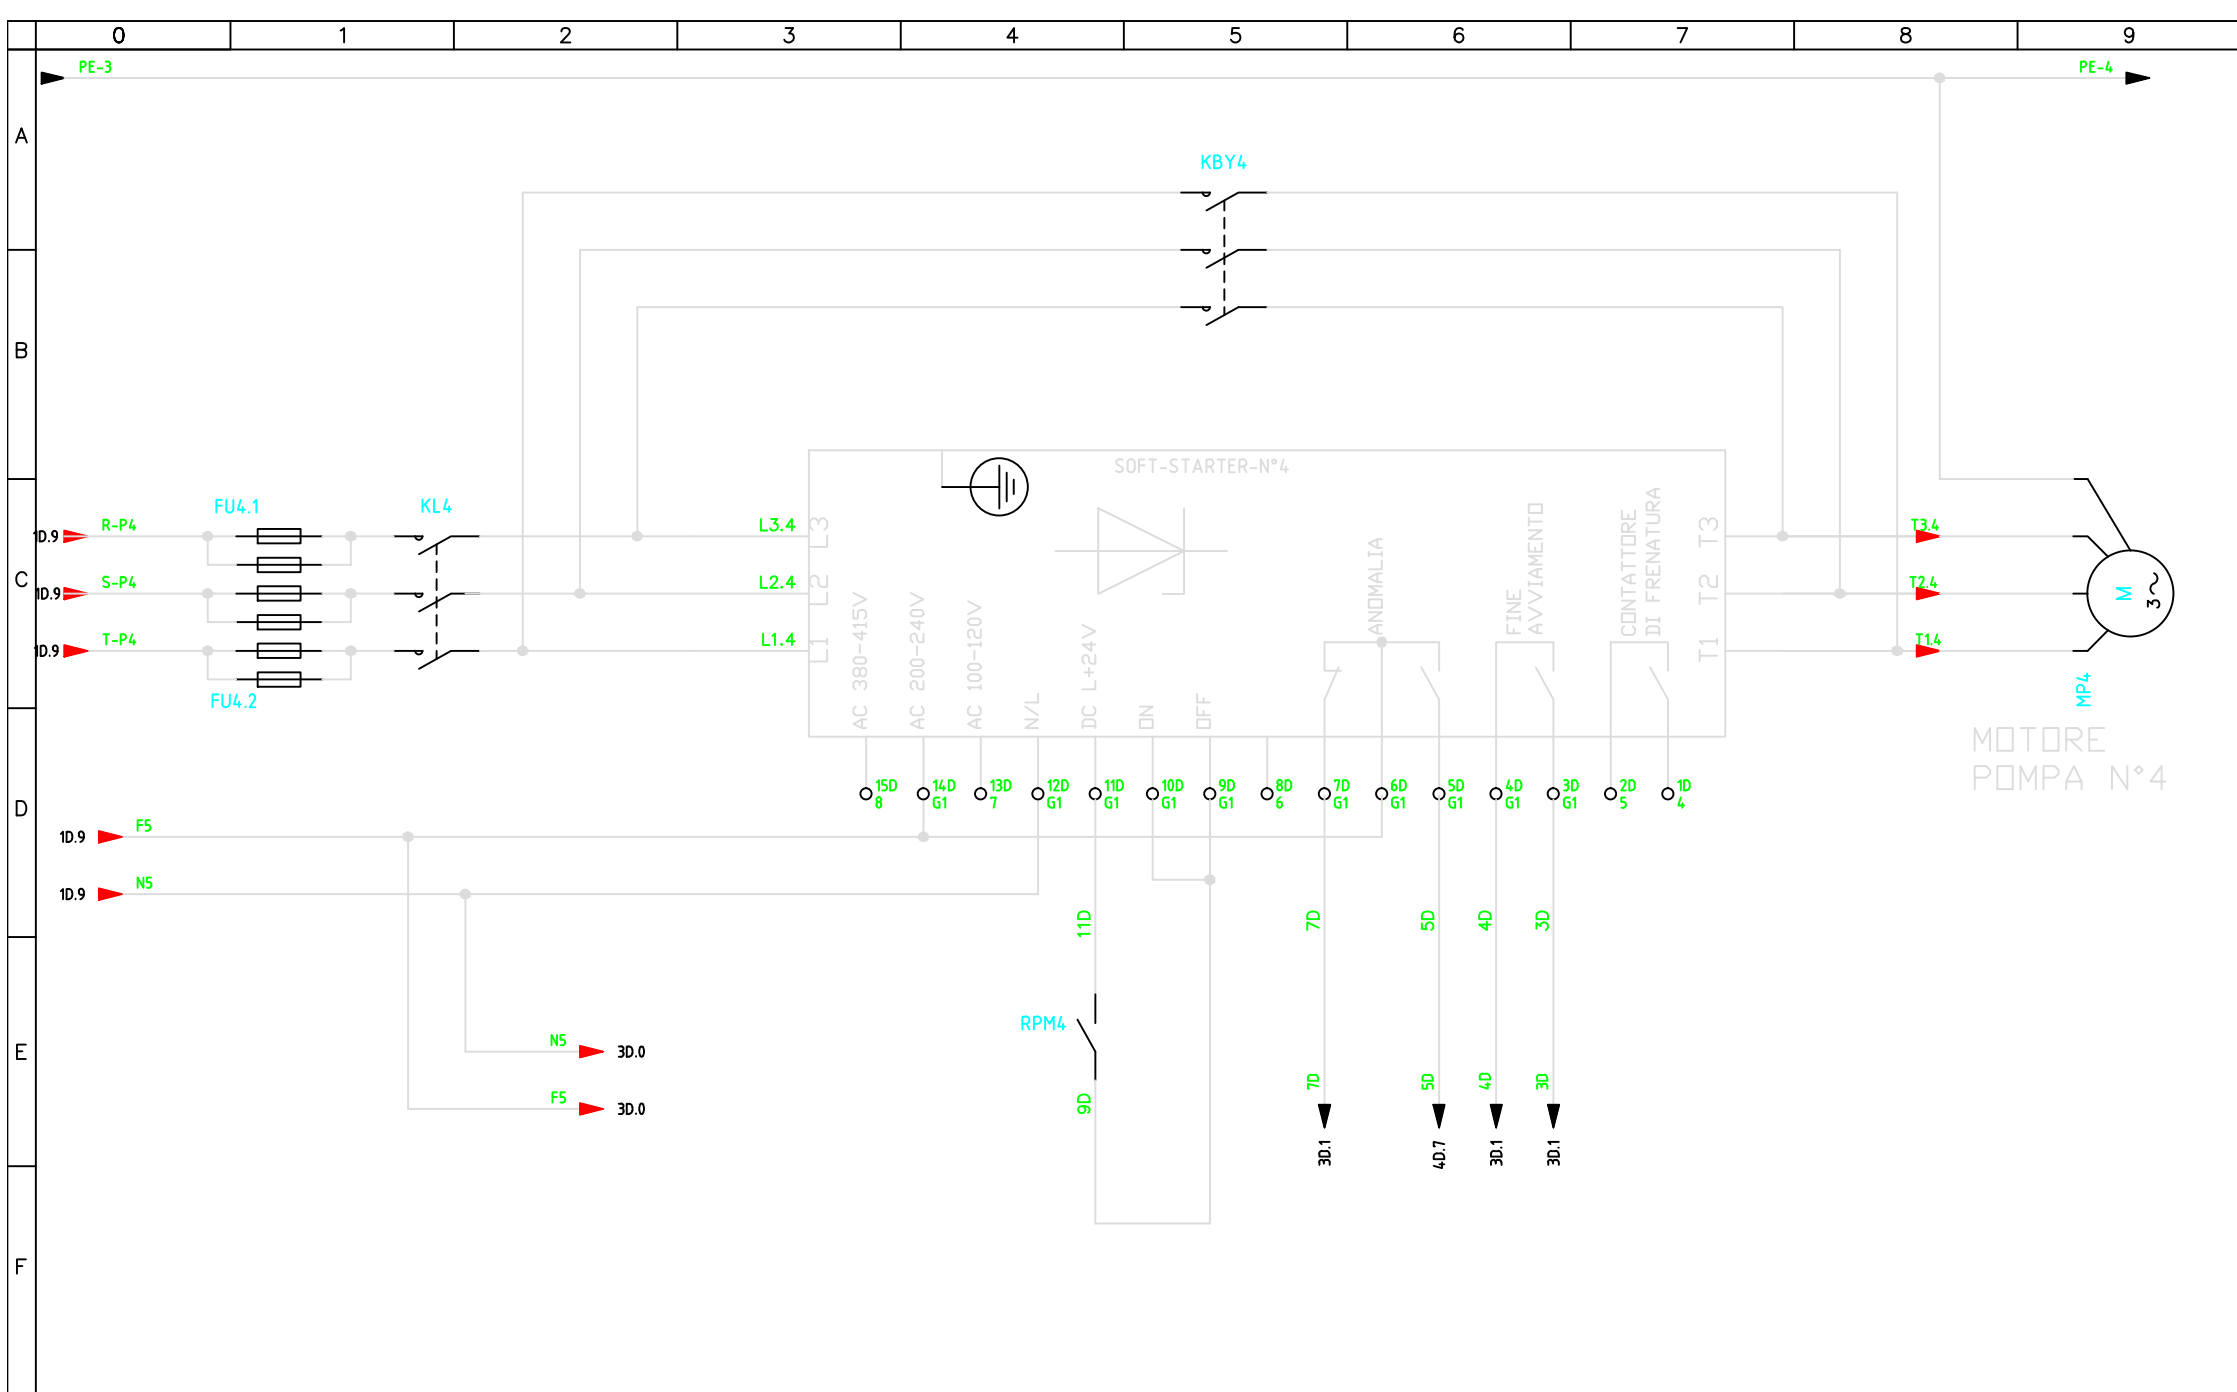 0 1 2 3 4 5 6 7 8 9
PE-3 PE-4
A
KBY4
B
SOFT-STARTER-N°4
FU4.1 KL4
1D.9 R-P4 L3.4 L3 T3 T3.4
C
1D.9 S-P4 L2.4 L2 T2 T2.4
1D.9 T-P4 L1.4 L1 T1 T1.4
M
3~
FU4.2
MP4
AC 380-415V
AC 200-240V
AC 100-120V
N/L
DC L+24V
ON
OFF
ANOMALIA
FINE
AVVIAMENTO
CONTATTORE
DI FRENATURA
MOTORE
POMPA N°4
15D 14D 13D 12D 11D 10D 9D 8D 7D 6D 5D 4D 3D 2D 1D
8 G1 7 G1 G1 G1 G1 6 G1 G1 G1 G1 G1 5 4
D
1D.9 F5
1D.9 N5
11D 7D 5D 4D 3D
RPM4
E
N5 3D.0
F5 3D.0
9D 7D 5D 4D 3D
3D.1 4D.7 3D.1 3D.1
F